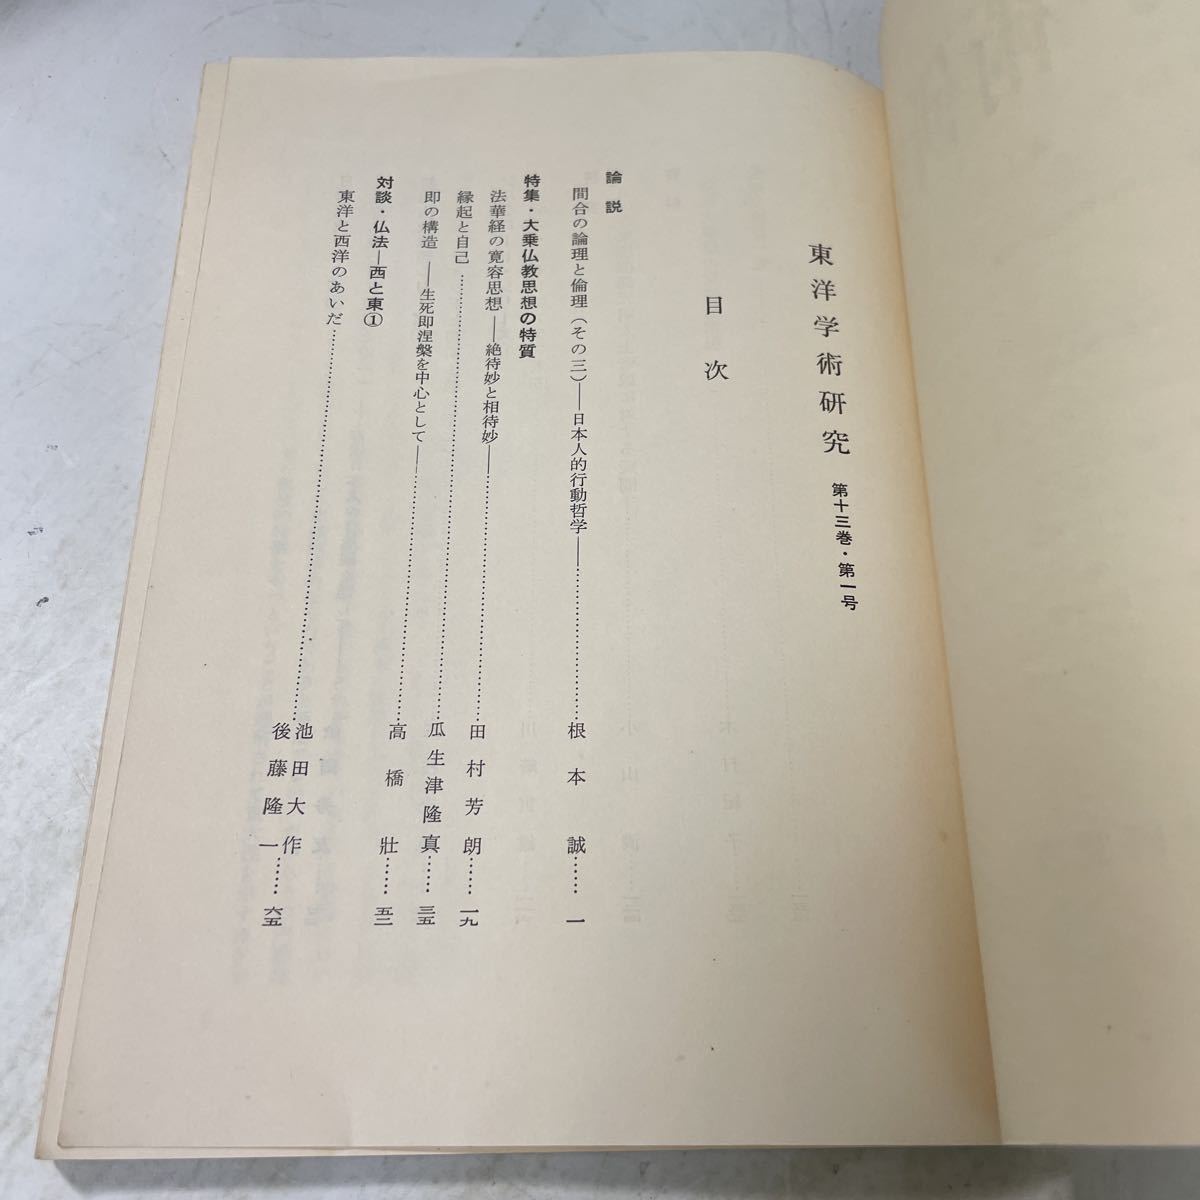 東洋学術研究 第十三巻・第一号
目次
論説
間合の論理と倫理(その三)——日本人的行動哲学——……………根本誠……一
特集・大乗仏教思想の特質
法華経の寛容思想——絶待妙と相待妙——……………田村芳朗……一九
縁起と自己……………瓜生津隆真……三五
即の構造——生死即涅槃を中心として——……………高橋壯……五二
対談・仏法—西と東①
東洋と西洋のあいだ……………池田大作
後藤隆一……六五